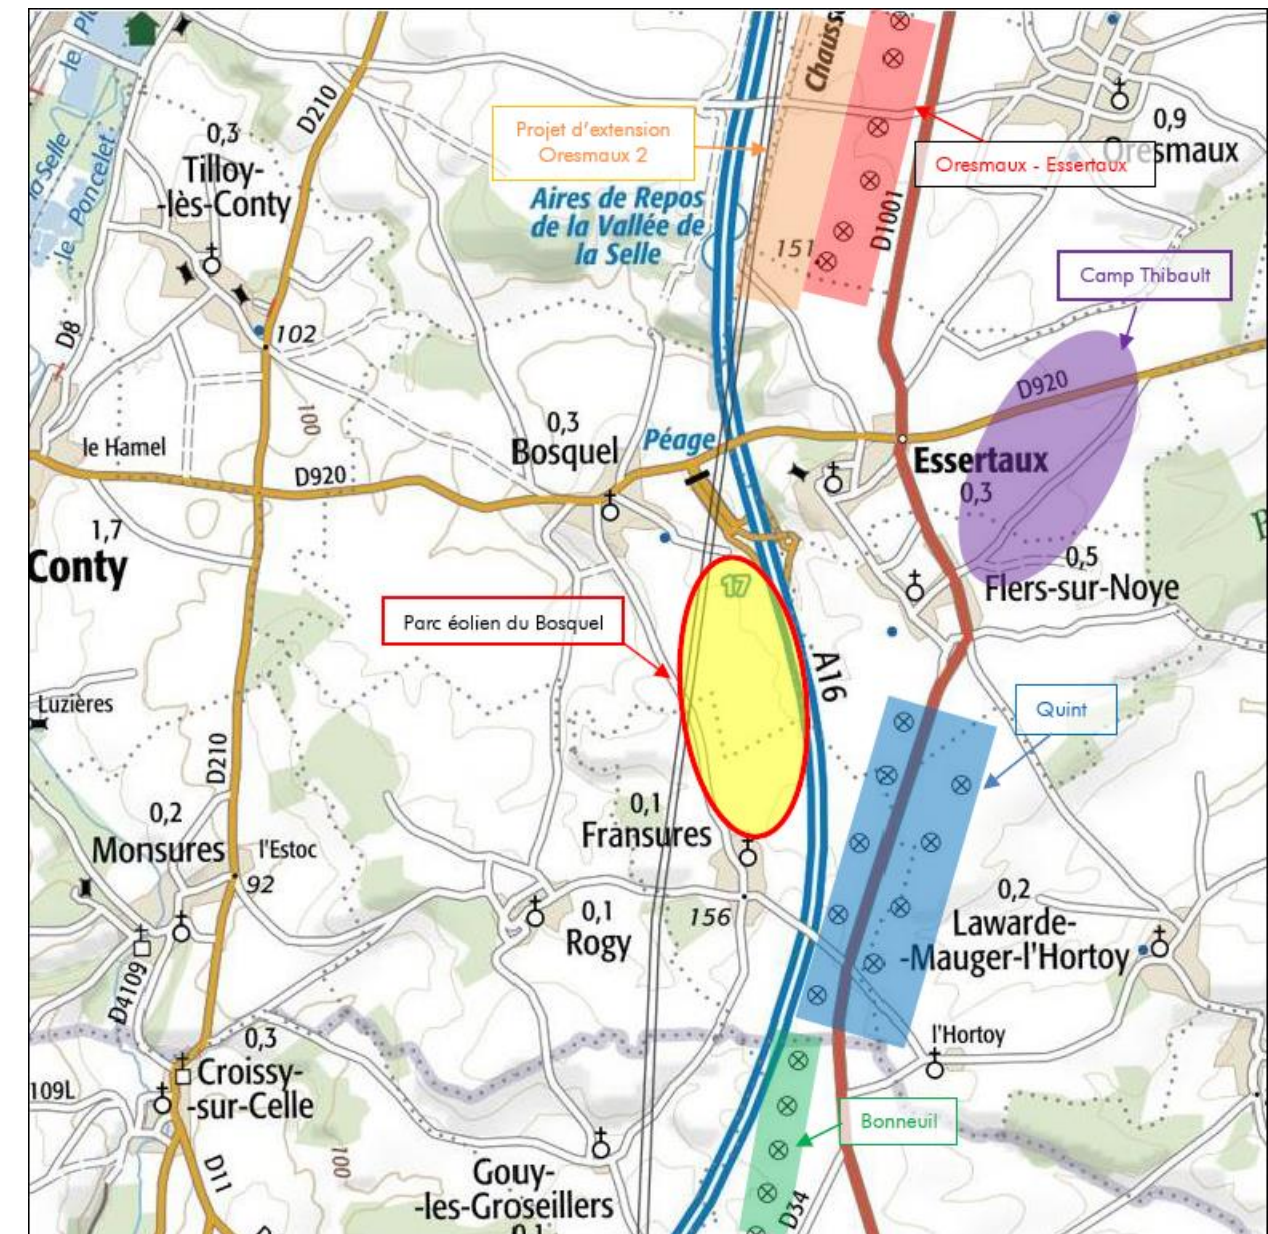 le
D210
Chaussé
0,3
Tilloy-
-lès-Conty
la Selle
le Poncelet
Projet d'extension
Oresmaux 2
0,9
Oresmaux
Oresmaux - Essertaux
Aires de Repos
de la Vallée de
la Selle
151
D1001
Camp Thibault
D8
102
100
D920
0,3
Bosquel
Péage
le Hamel
D920
Essertaux
0,3
1,7
Conty
0,5
Flers-sur-Noye
17
Parc éolien du Bosquel
A16
Luzières
Quint
D210
0,2
Monsures
l'Estoc
92
0,1
Fransures
0,1
Rogy
156
0,2
Lawarde-
-Mauger-l'Hortoy
D4109
l'Hortoy
0,3
Croissy-
-sur-Celle
109L
Bonneuil
D11
100
Gouy-
-les-Groseillers
0,1
D34